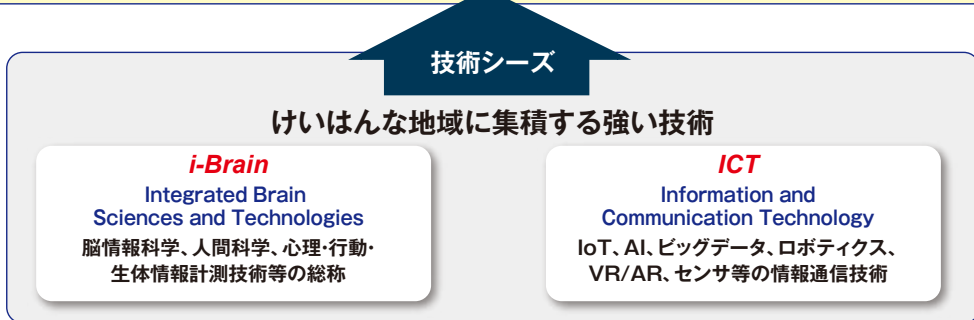 技術シーズ
けいはんな地域に集積する強い技術
i-Brain
Integrated Brain
Sciences and Technologies
脳情報科学、人間科学、心理・行動・
生体情報計測技術等の総称
ICT
Information and
Communication Technology
IoT、AI、ビッグデータ、ロボティクス、
VR/AR、センサ等の情報通信技術